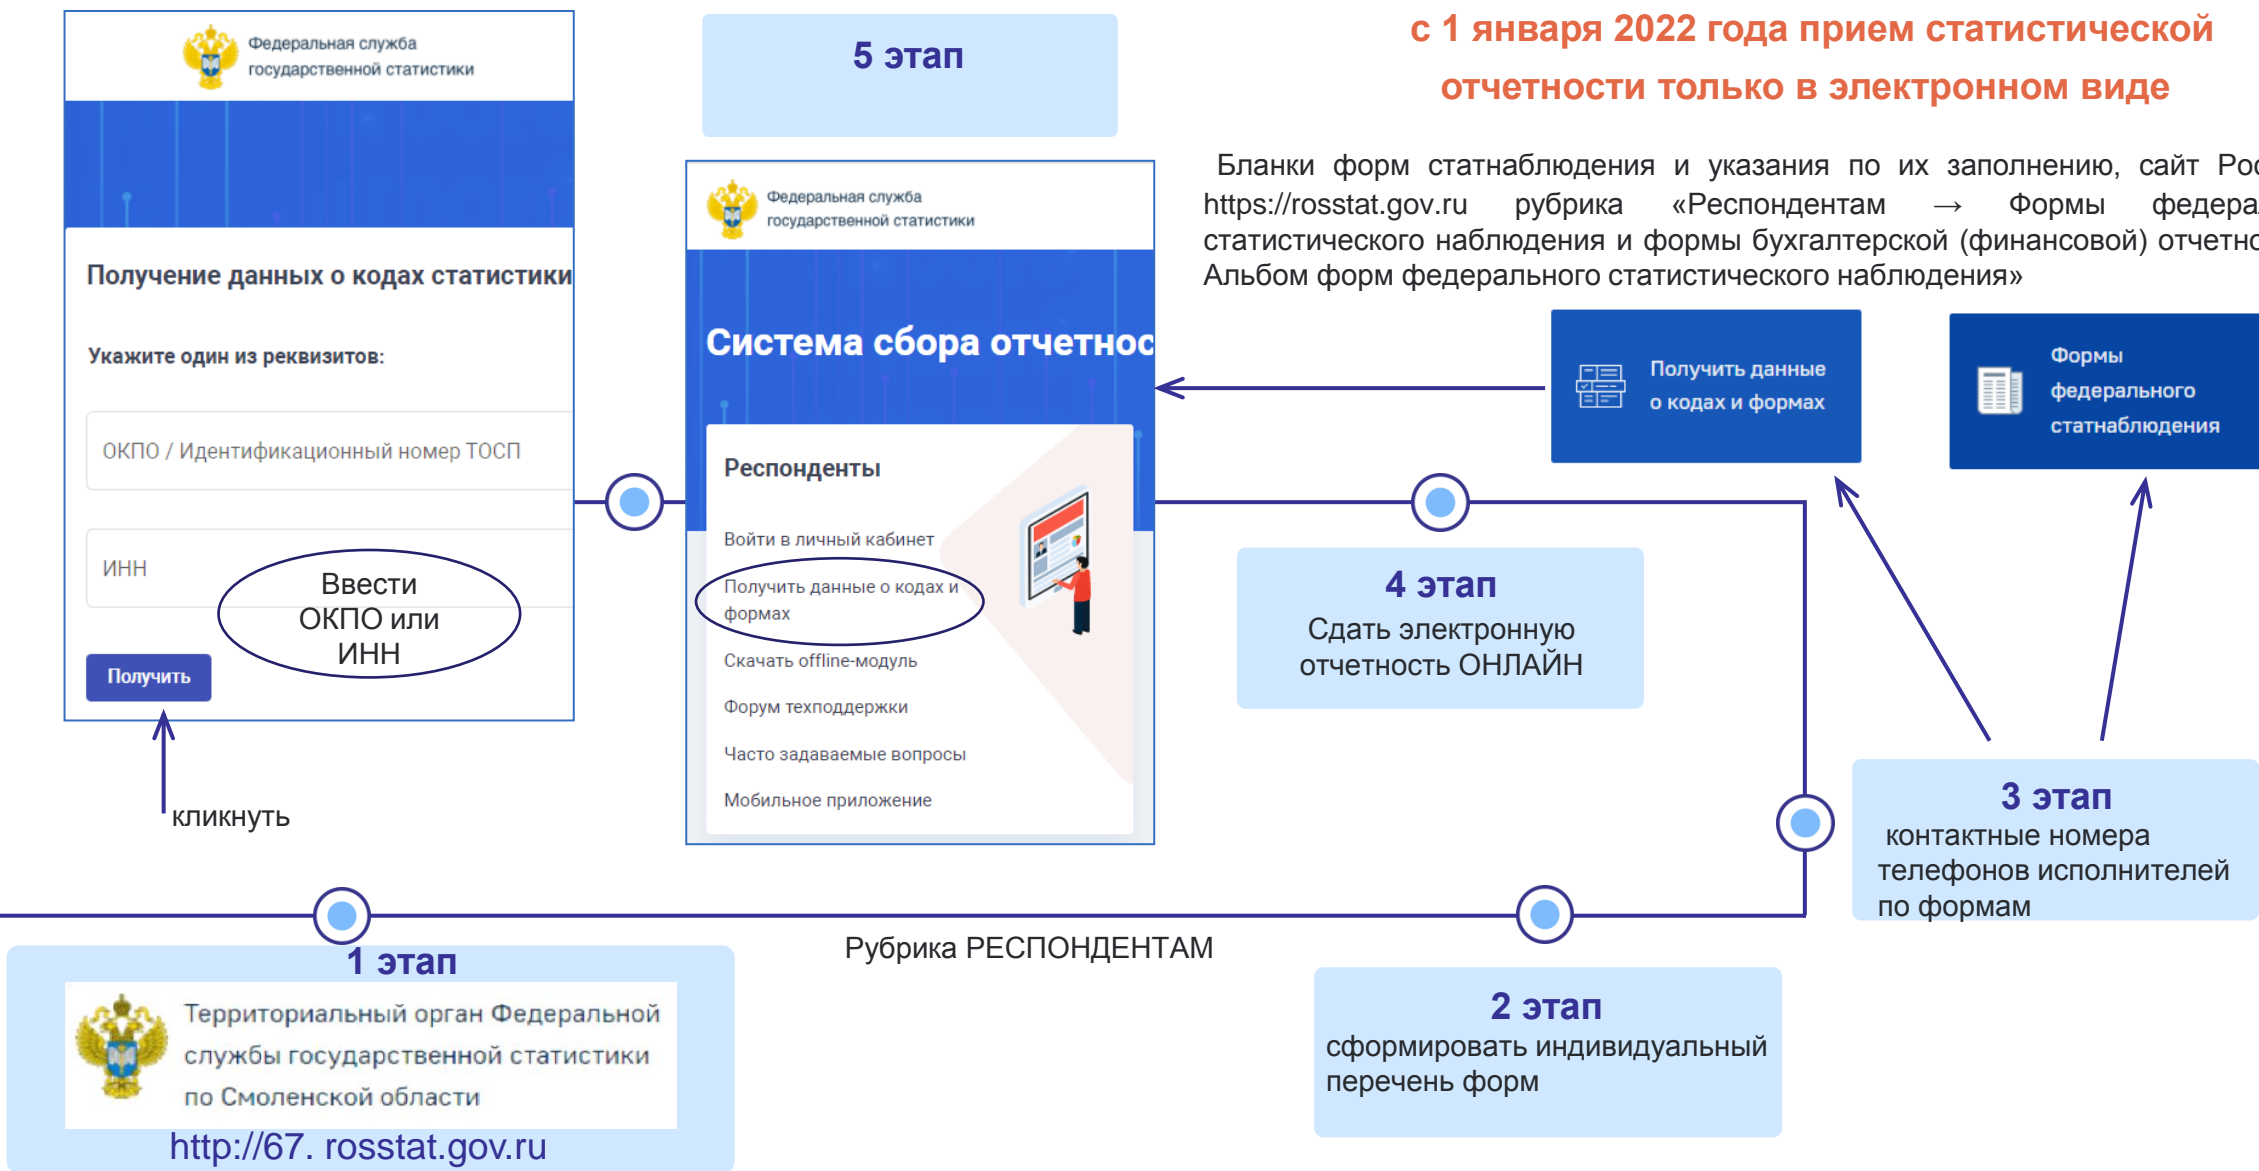 Федеральная служба
государственной статистики
Получение данных о кодах статистики
Укажите один из реквизитов:
ОКПО / Идентификационный номер ТОСП
ИНН
Ввести
ОКПО или
ИНН
Получить
кликнуть
5 этап
Федеральная служба
государственной статистики
Система сбора отчетнос
Респонденты
Войти в личный кабинет
Получить данные о кодах и
формах
Скачать offline-модуль
Форум техподдержки
Часто задаваемые вопросы
Мобильное приложение
с 1 января 2022 года прием статистической
отчетности только в электронном виде
Бланки форм статнаблюдения и указания по их заполнению, сайт Рос
https://rosstat.gov.ru рубрика «Респондентам → Формы федера
статистического наблюдения и формы бухгалтерской (финансовой) отчетно
Альбом форм федерального статистического наблюдения»
Получить данные
о кодах и формах
Формы
федерального
статнаблюдения
4 этап
Сдать электронную
отчетность ОНЛАЙН
3 этап
контактные номера
телефонов исполнителей
по формам
Рубрика РЕСПОНДЕНТАМ
1 этап
Территориальный орган Федеральной
службы государственной статистики
по Смоленской области
http://67. rosstat.gov.ru
2 этап
сформировать индивидуальный
перечень форм